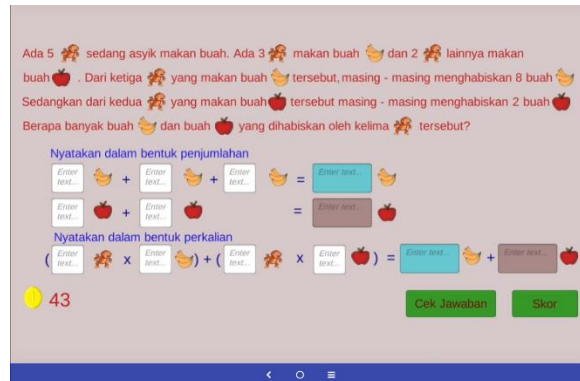 Ada 5 sedang asyik makan buah. Ada 3 makan buah dan 2 lainnya makan
buah . Dari ketiga yang makan buah tersebut, masing - masing menghabiskan 8 buah
Sedangkan dari kedua yang makan buah tersebut masing - masing menghabiskan 2 buah
Berapa banyak buah dan buah yang dihabiskan oleh kelima tersebut?
Nyatakan dalam bentuk penjumlahan
Enter text... + Enter text... + Enter text... = Enter text...
Enter text... + Enter text... = Enter text...
Nyatakan dalam bentuk perkalian
( Enter text... x Enter text... ) + ( Enter text... x Enter text... ) = Enter text... + Enter text...
43
Cek Jawaban Skor